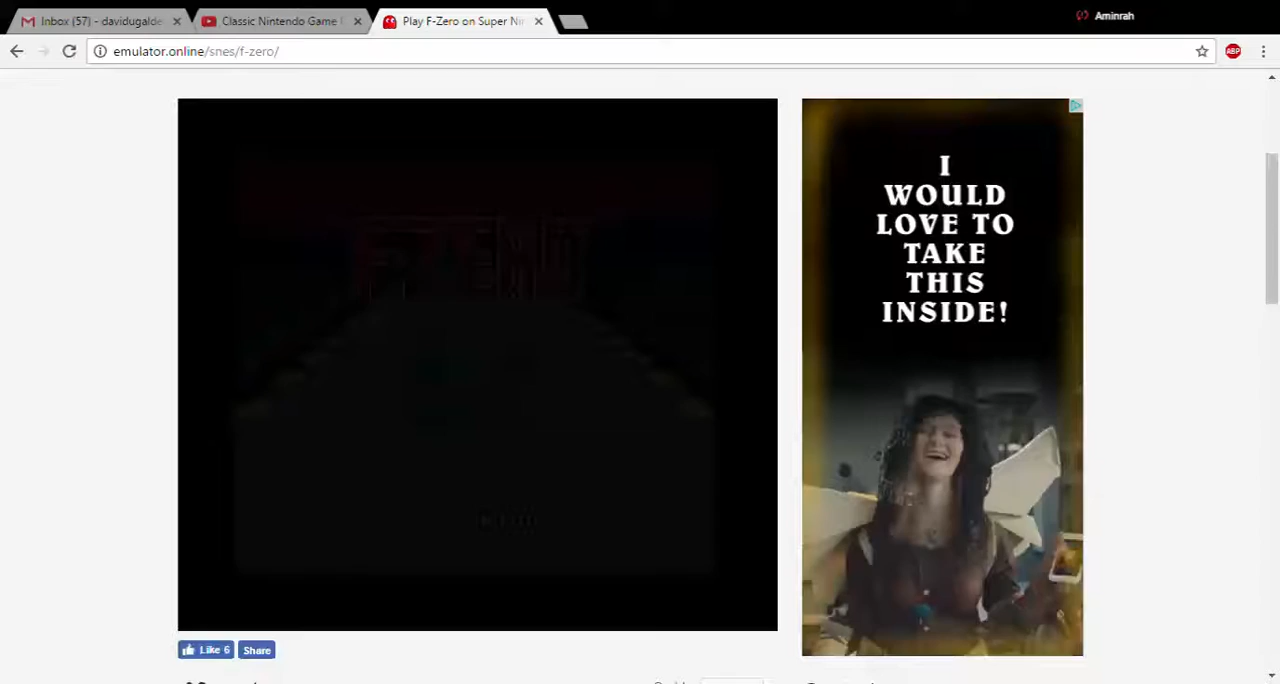 Inbox (57) - davidugalde
Classic Nintendo Game
Play F-Zero on Super Ni
Aminrah
emulator.online/snes/f-zero/
ABP
I
WOULD
LOVE TO
TAKE
THIS
INSIDE!
Like 6
Share